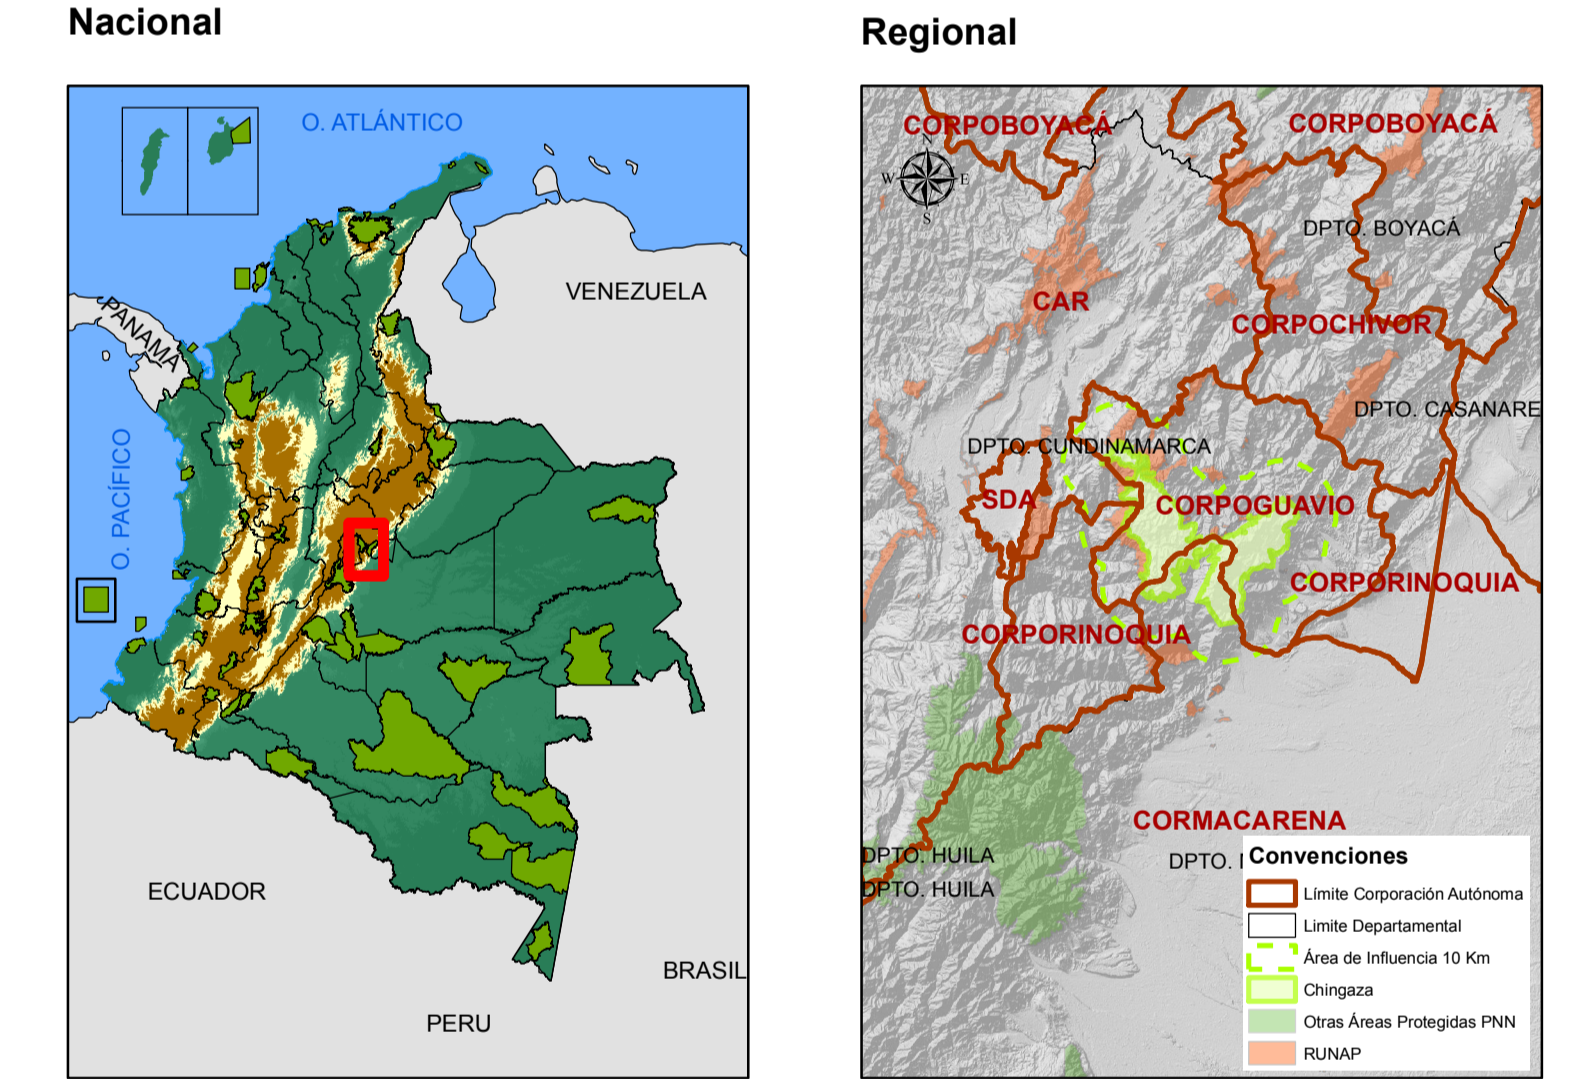 Nacional
O. ATLÁNTICO
PANAMÁ
VENEZUELA
O. PACÍFICO
ECUADOR
BRASIL
PERU
Regional
CORPOBOYACÁ
CORPOBOYACÁ
N
W
E
S
DPTO. BOYACÁ
CAR
CORPOCHIVOR
DPTO. CASANARE
DPTO. CUNDINAMARCA
SDA
CORPOGUAVIO
CORPORINOQUIA
CORPORINOQUIA
CORMACARENA
DPTO. HUILA
DPTO.
DPTO. HUILA
Convenciones
Límite Corporación Autónoma
Limite Departamental
Área de Influencia 10 Km
Chingaza
Otras Áreas Protegidas PNN
RUNAP